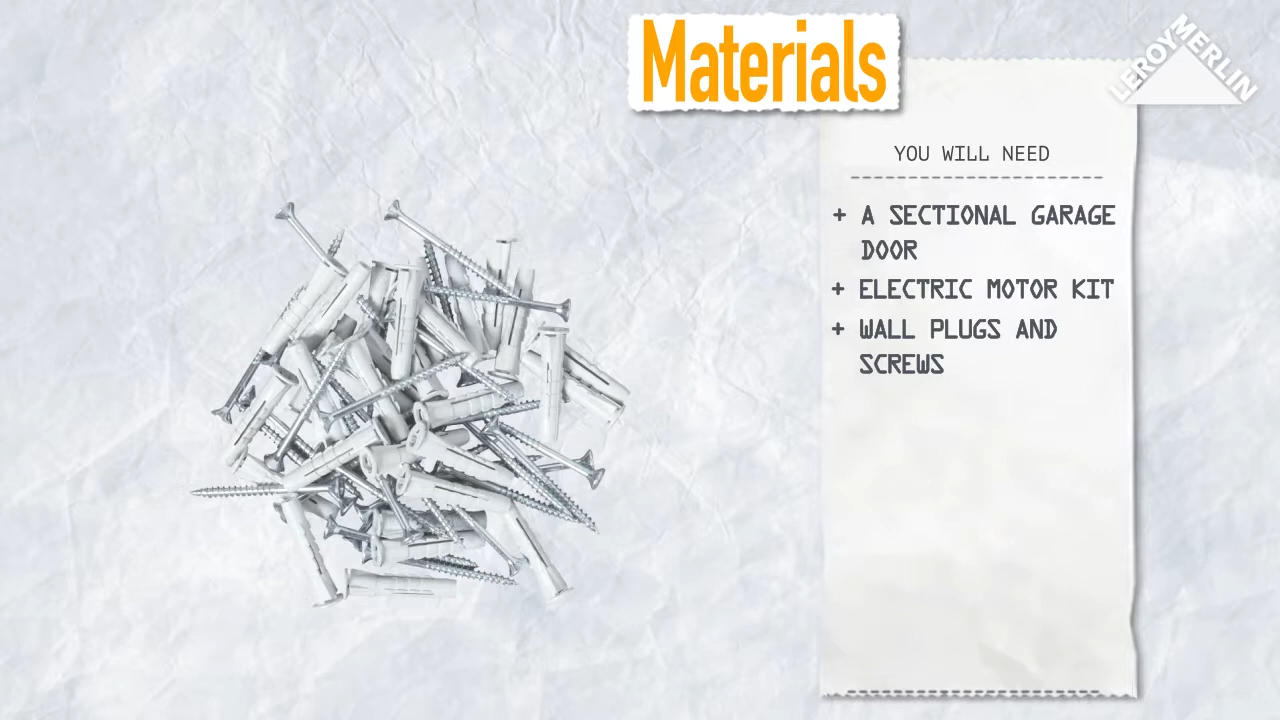 Materials
LEROY MERLIN
YOU WILL NEED
+ A SECTIONAL GARAGE
DOOR
+ ELECTRIC MOTOR KIT
+ WALL PLUGS AND
SCREWS